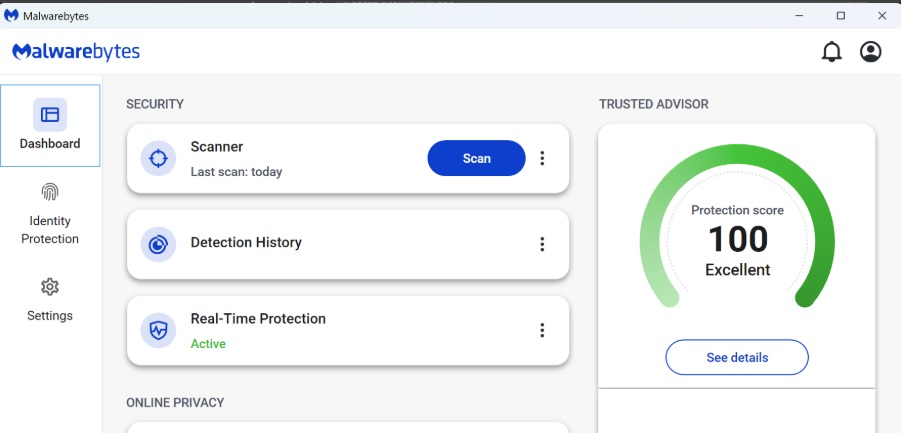 Malwarebytes
Malwarebytes
Dashboard
Identity
Protection
Settings
SECURITY
Scanner
Last scan: today
Scan
Detection History
Real-Time Protection
Active
ONLINE PRIVACY
TRUSTED ADVISOR
Protection score
100
Excellent
See details